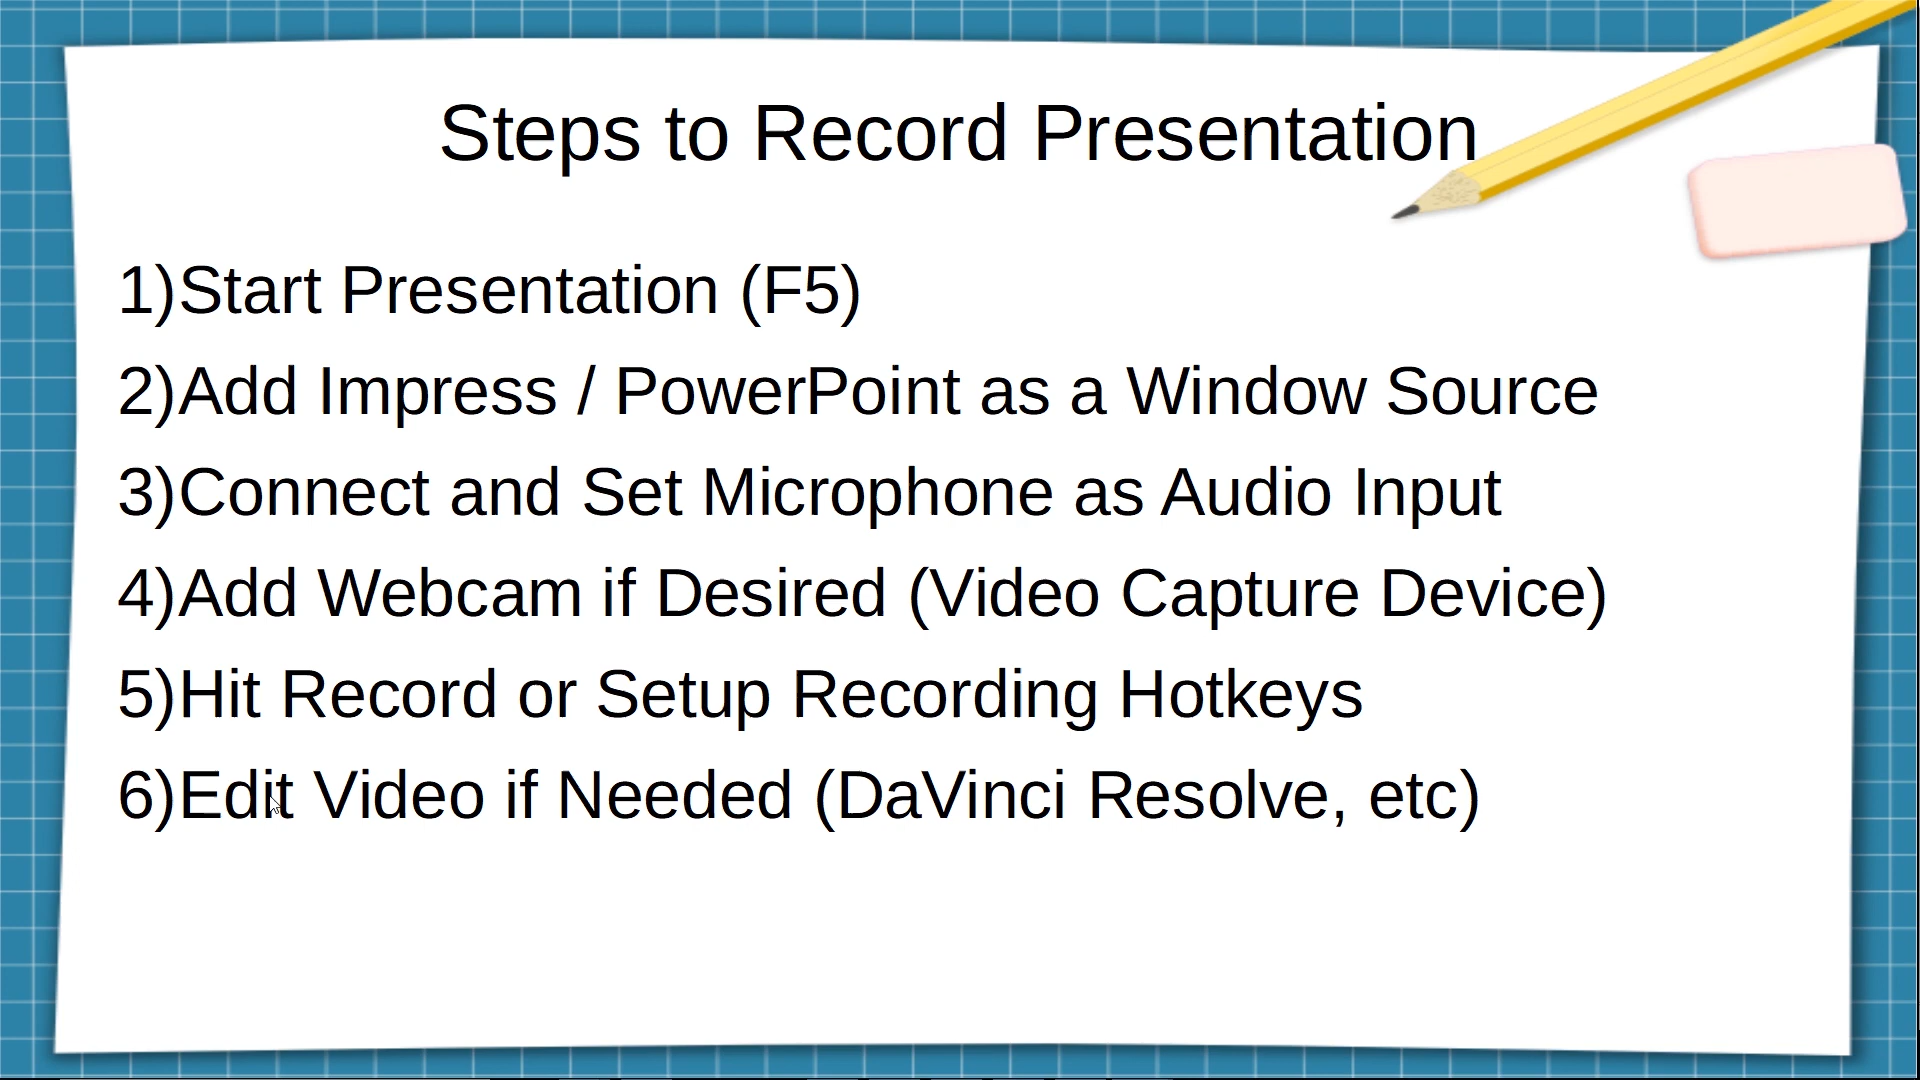 Steps to Record Presentation
1)Start Presentation (F5)
2)Add Impress / PowerPoint as a Window Source
3)Connect and Set Microphone as Audio Input
4)Add Webcam if Desired (Video Capture Device)
5)Hit Record or Setup Recording Hotkeys
6)Edit Video if Needed (DaVinci Resolve, etc)